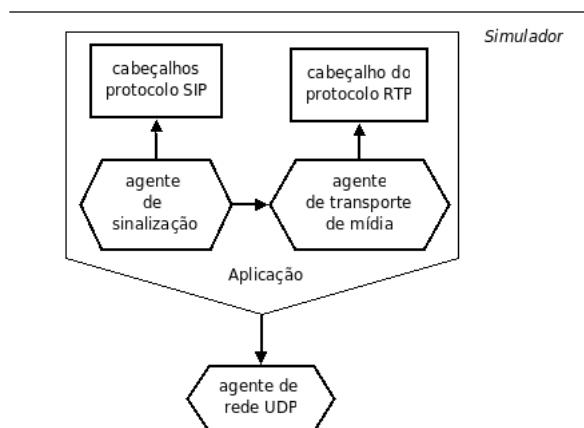 Simulador
cabeçalhos
protocolo SIP
cabeçalho do
protocolo RTP
agente
de
sinalização
agente
de transporte
de mídia
Aplicação
agente de
rede UDP